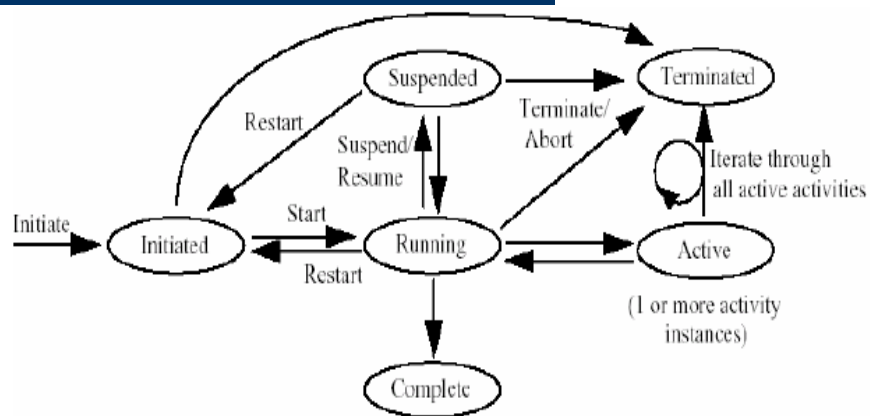 Suspended
Terminated
Restart
Terminate/
Abort
Suspend/
Resume
Iterate through
all active activities
Initiate
Start
Initiated
Running
Active
Restart
(1 or more activity
instances)
Complete